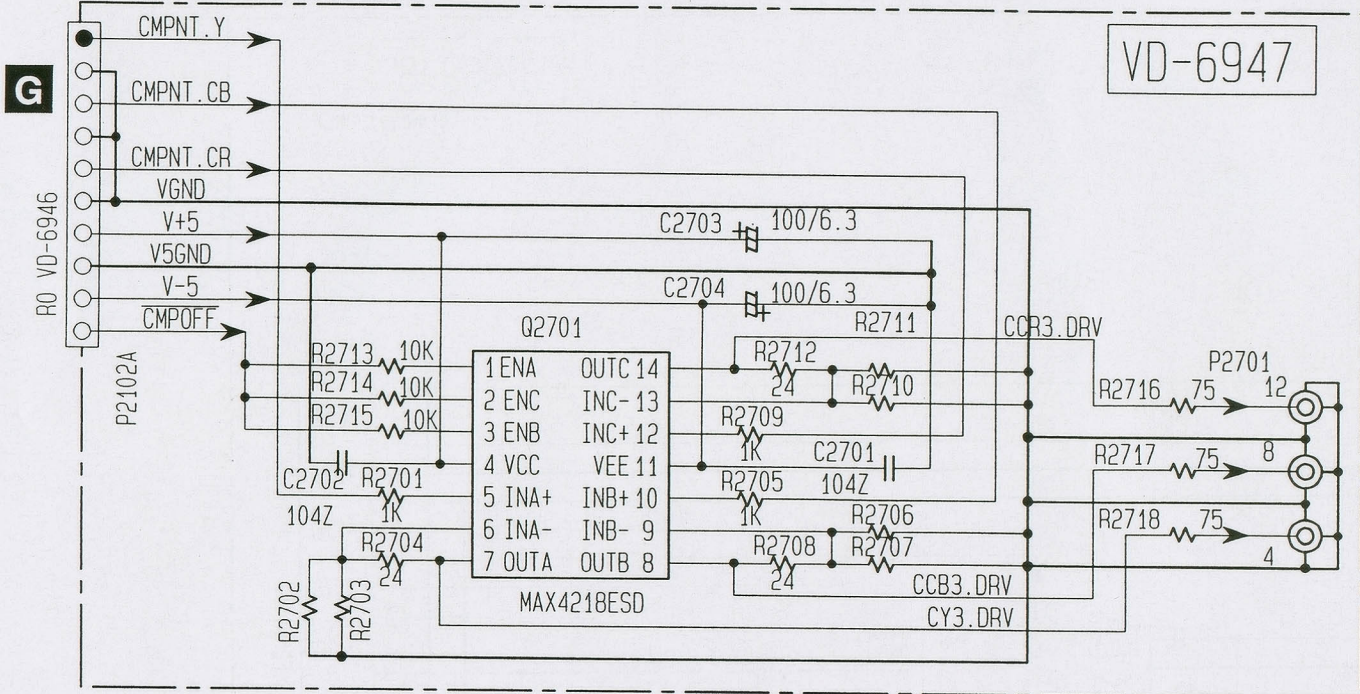 VD-6947
G
CMPNT.Y
CMPNT.CB
CMPNT.CR
VGND
V+5
V5GND
V-5
CMPOFF
RO VD-6946
P2102A
C2703 100/6.3
C2704 100/6.3
Q2701
R2713 10K
R2714 10K
R2715 10K
C2702
104Z
R2701
1K
R2704
24
R2702
R2703
1 ENA
2 ENC
3 ENB
4 VCC
5 INA+
6 INA-
7 OUTA
OUTC 14
INC- 13
INC+ 12
VEE 11
INB+ 10
INB- 9
OUTB 8
MAX4218ESD
R2711
R2712
24
R2710
R2709
1K
C2701
104Z
R2705
1K
R2706
R2708
24
R2707
CCR3.DRV
CCB3.DRV
CY3.DRV
P2701
R2716 75 12
R2717 75 8
R2718 75 4